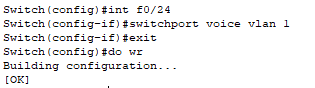 Switch(config)#int f0/24
Switch(config-if)#switchport voice vlan 1
Switch(config-if)#exit
Switch(config)#do wr
Building configuration...
[OK]